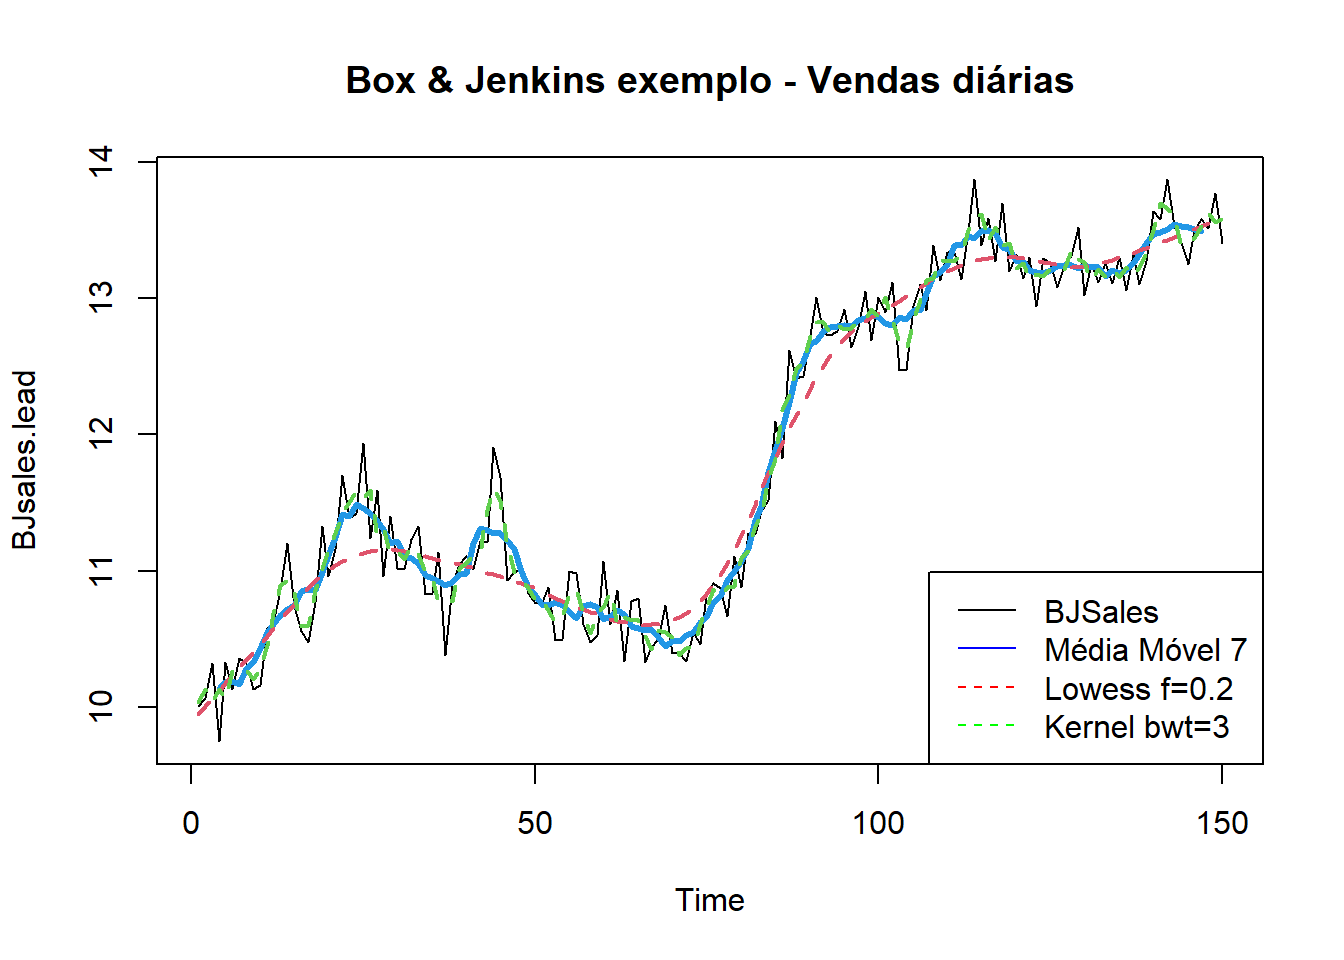 Box & Jenkins exemplo - Vendas diárias
BJsales.lead
14
13
12
11
10
BJSales
Média Móvel 7
Lowess f=0.2
Kernel bwt=3
0 50 100 150
Time